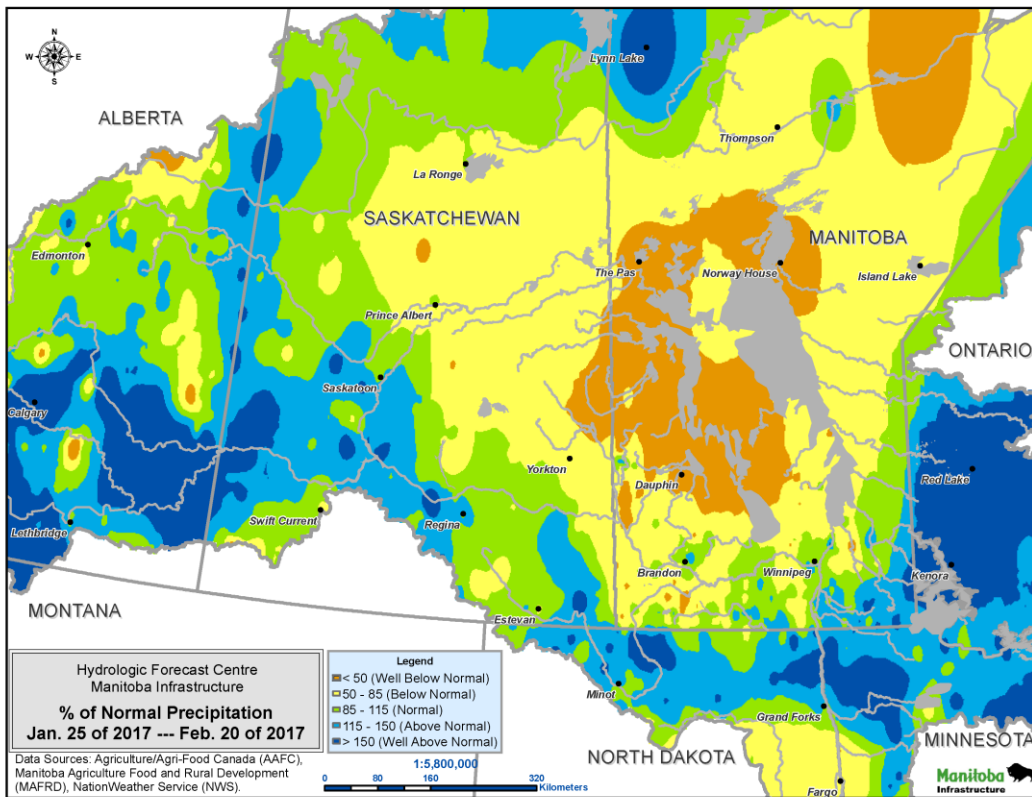 N
W E
S
Lynn Lake
ALBERTA
Thompson
La Ronge
SASKATCHEWAN
MANITOBA
Edmonton
The Pas
Norway House
Island Lake
Prince Albert
ONTARIO
Saskatoon
Calgary
Yorkton
Dauphin
Red Lake
Swift Current
Regina
Lethbridge
Brandon
Winnipeg
Kenora
MONTANA
Estevan
Minot
Grand Forks
NORTH DAKOTA
MINNESOTA
Fargo
Hydrologic Forecast Centre
Manitoba Infrastructure
% of Normal Precipitation
Jan. 25 of 2017 --- Feb. 20 of 2017
Data Sources: Agriculture/Agri-Food Canada (AAFC),
Manitoba Agriculture Food and Rural Development
(MAFRD), NationWeather Service (NWS).
Legend
< 50 (Well Below Normal)
50 - 85 (Below Normal)
85 - 115 (Normal)
115 - 150 (Above Normal)
> 150 (Well Above Normal)
1:5,800,000
0 80 160 320
Kilometers
Manitoba
Infrastructure